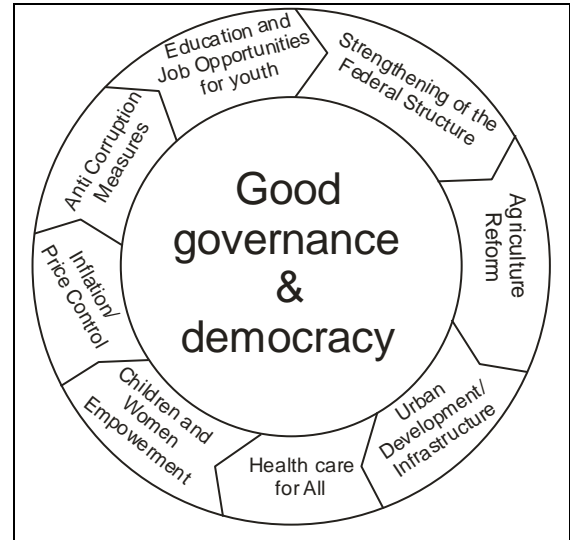 Good
governance
&
democracy
Education and
Job Opportunities
for youth
Strengthening of the
Federal Structure
Agriculture
Reform
Urban
Development/
Infrastructure
Health care
for All
Children and
Women
Empowerment
Inflation/
Price Control
Anti Corruption
Measures